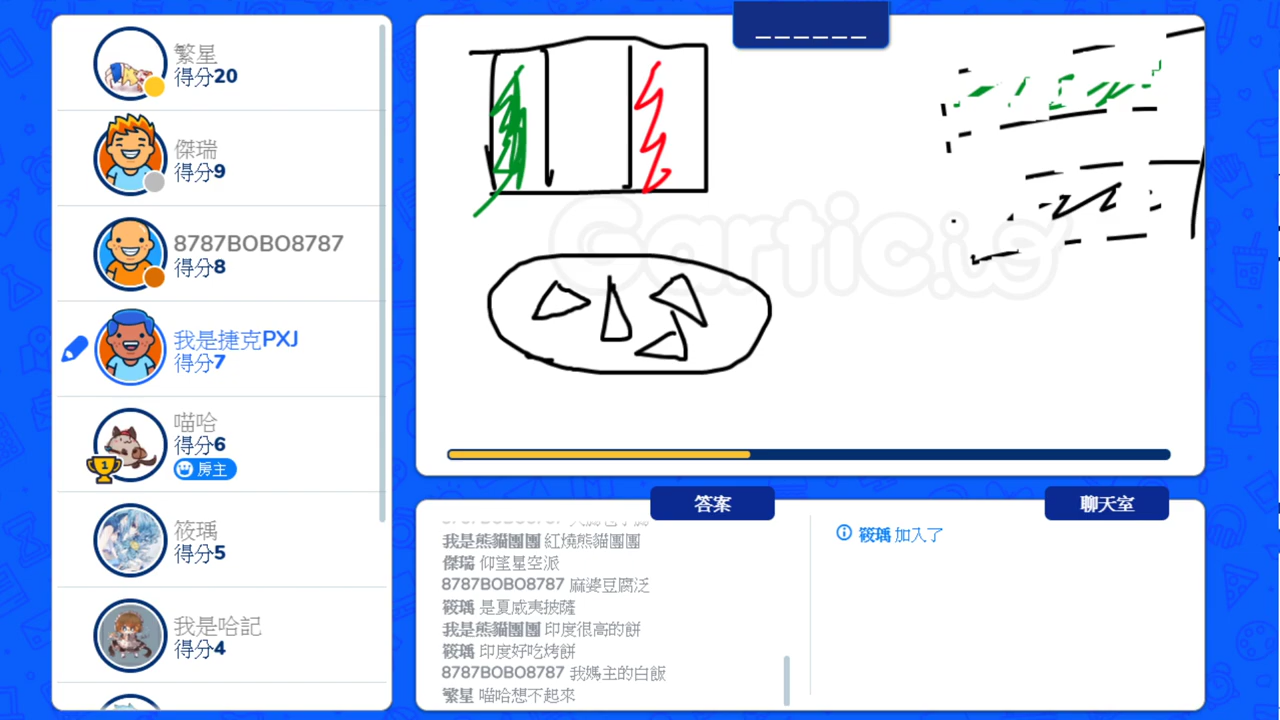 繁星
得分20
傑瑞
得分9
8787BOBO8787
得分8
我是捷克PXJ
得分7
喵哈
得分6
1
房主
筱瑀
得分5
我是哈記
得分4
_ _ _ _ _ _
Gartic.io
答案
我是熊貓團團 紅燒熊貓團團
傑瑞 仰望星空派
8787BOBO8787 麻婆豆腐泛
筱瑀 是夏威夷披薩
我是熊貓團團 印度很高的餅
筱瑀 印度好吃烤餅
8787BOBO8787 我媽主的白飯
繁星 喵哈想不起來
聊天室
筱瑀 加入了